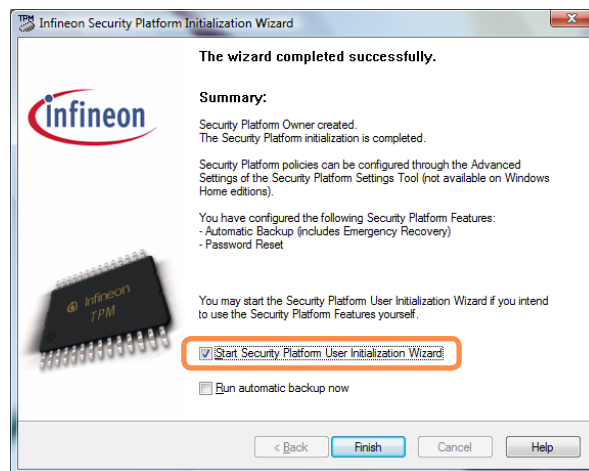 Infineon Security Platform Initialization Wizard
The wizard completed successfully.
Summary:
Security Platform Owner created.
The Security Platform initialization is completed.
Security Platform policies can be configured through the Advanced
Settings of the Security Platform Settings Tool (not available on Windows
Home editions).
You have configured the following Security Platform Features:
- Automatic Backup (includes Emergency Recovery)
- Password Reset
You may start the Security Platform User Initialization Wizard if you intend
to use the Security Platform Features yourself.
Start Security Platform User Initialization Wizard
Run automatic backup now
< Back
Finish
Cancel
Help
TPM
infineon
infineon
TPM